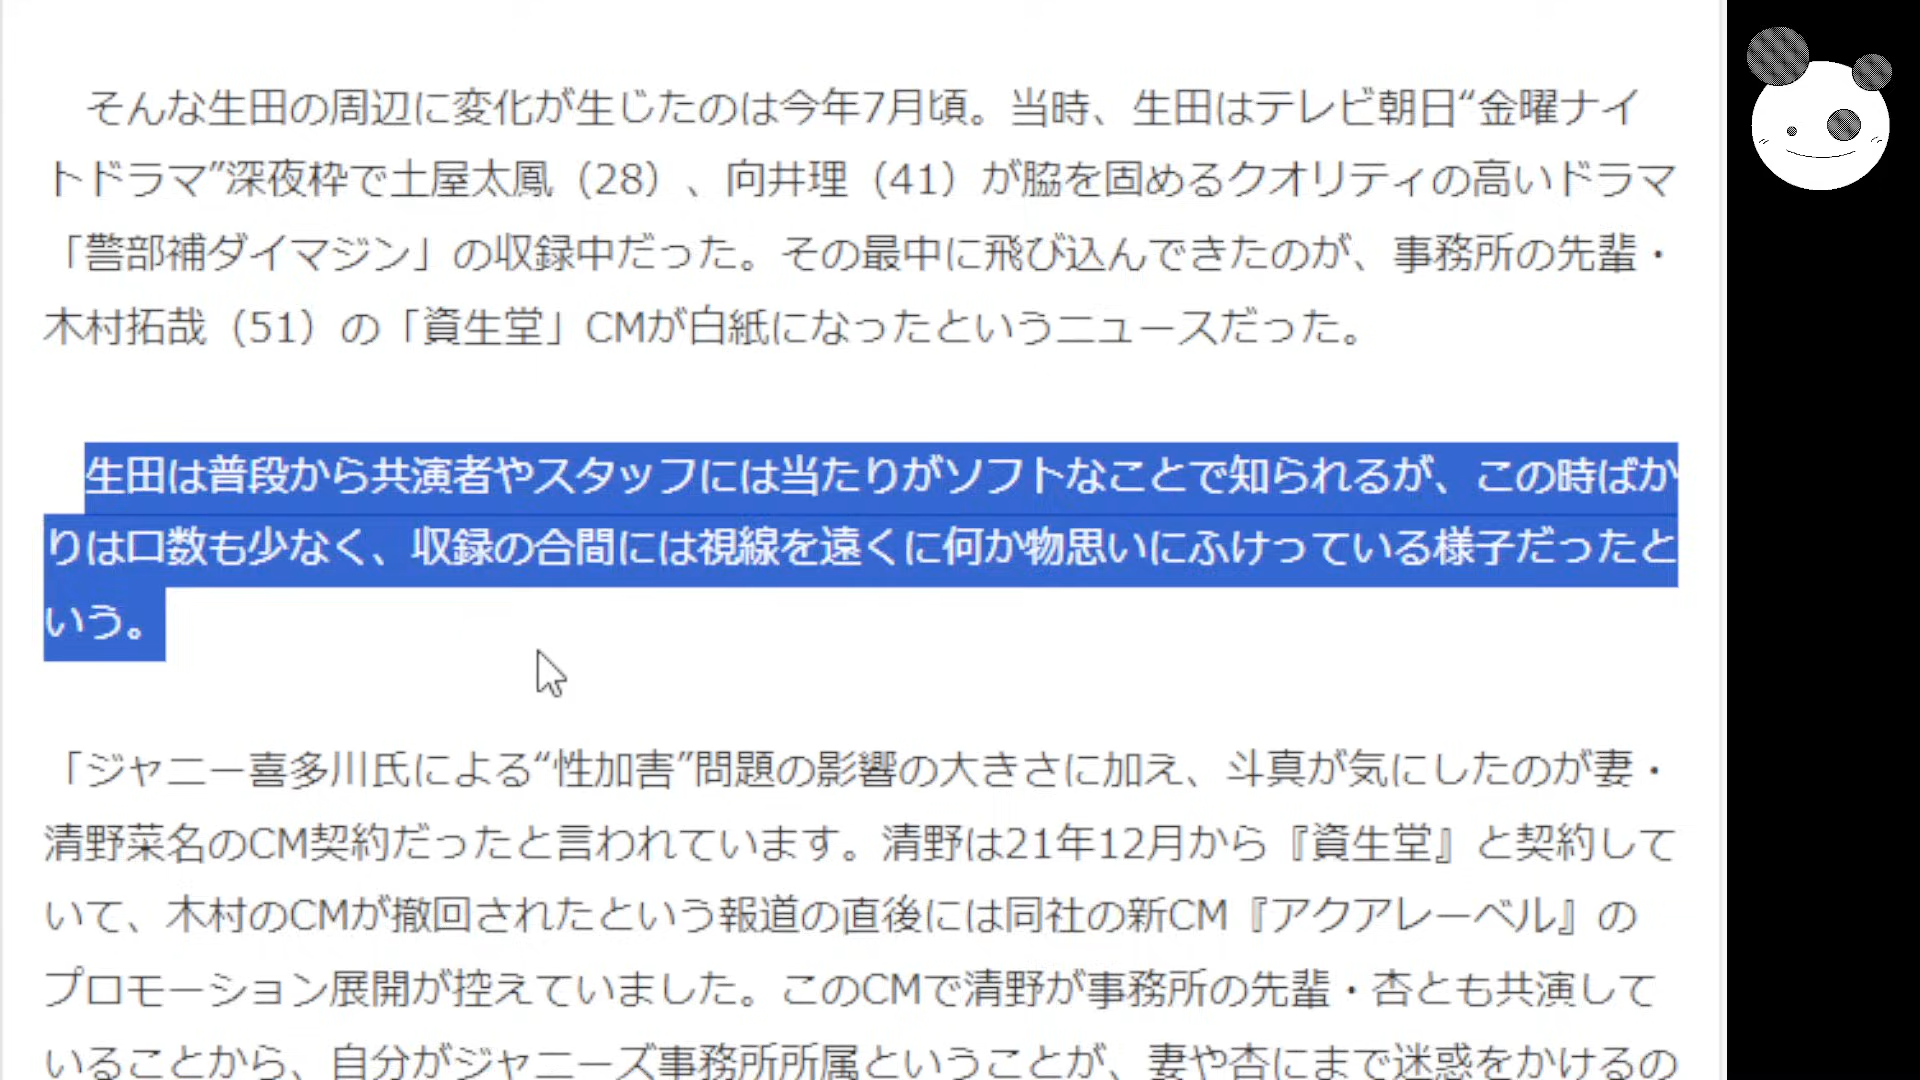 そんな生田の周辺に変化が生じたのは今年7月頃。当時、生田はテレビ朝日“金曜ナイ
トドラマ”深夜枠で土屋太鳳（28）、向井理（41）が脇を固めるクオリティの高いドラマ
「警部補ダイマジン」の収録中だった。その最中に飛び込んできたのが、事務所の先輩・
木村拓哉（51）の「資生堂」CMが白紙になったというニュースだった。
生田は普段から共演者やスタッフには当たりがソフトなことで知られるが、この時ばか
りは口数も少なく、収録の合間には視線を遠くに何か物思いにふけっている様子だったと
いう。
「ジャニー喜多川氏による“性加害”問題の影響の大きさに加え、斗真が気にしたのが妻・
清野菜名のCM契約だったと言われています。清野は21年12月から『資生堂』と契約して
いて、木村のCMが撤回されたという報道の直後には同社の新CM『アクアレーベル』の
プロモーション展開が控えていました。このCMで清野が事務所の先輩・杏とも共演して
いることから、自分がジャニーズ事務所所属ということが、妻や杏にまで迷惑をかけるの